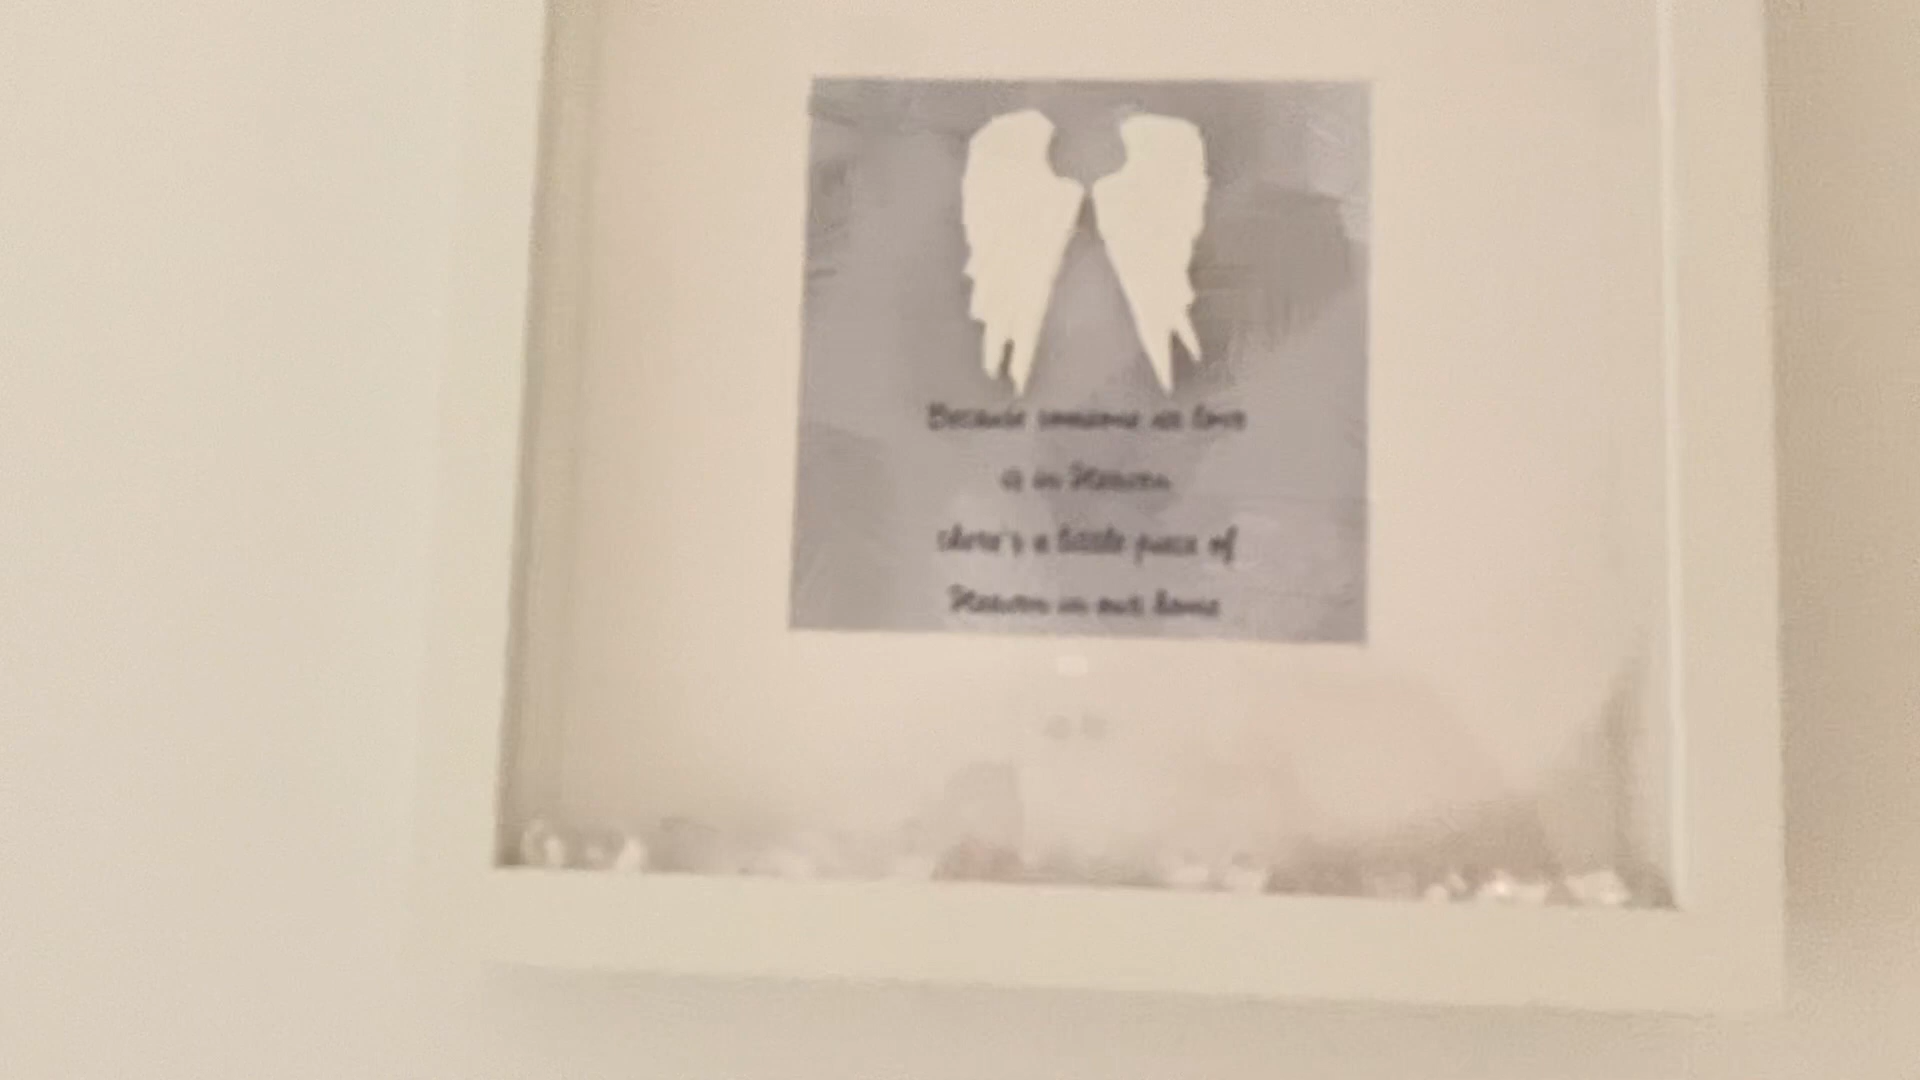 Because someone we love
is in Heaven
there's a little piece of
Heaven in our home